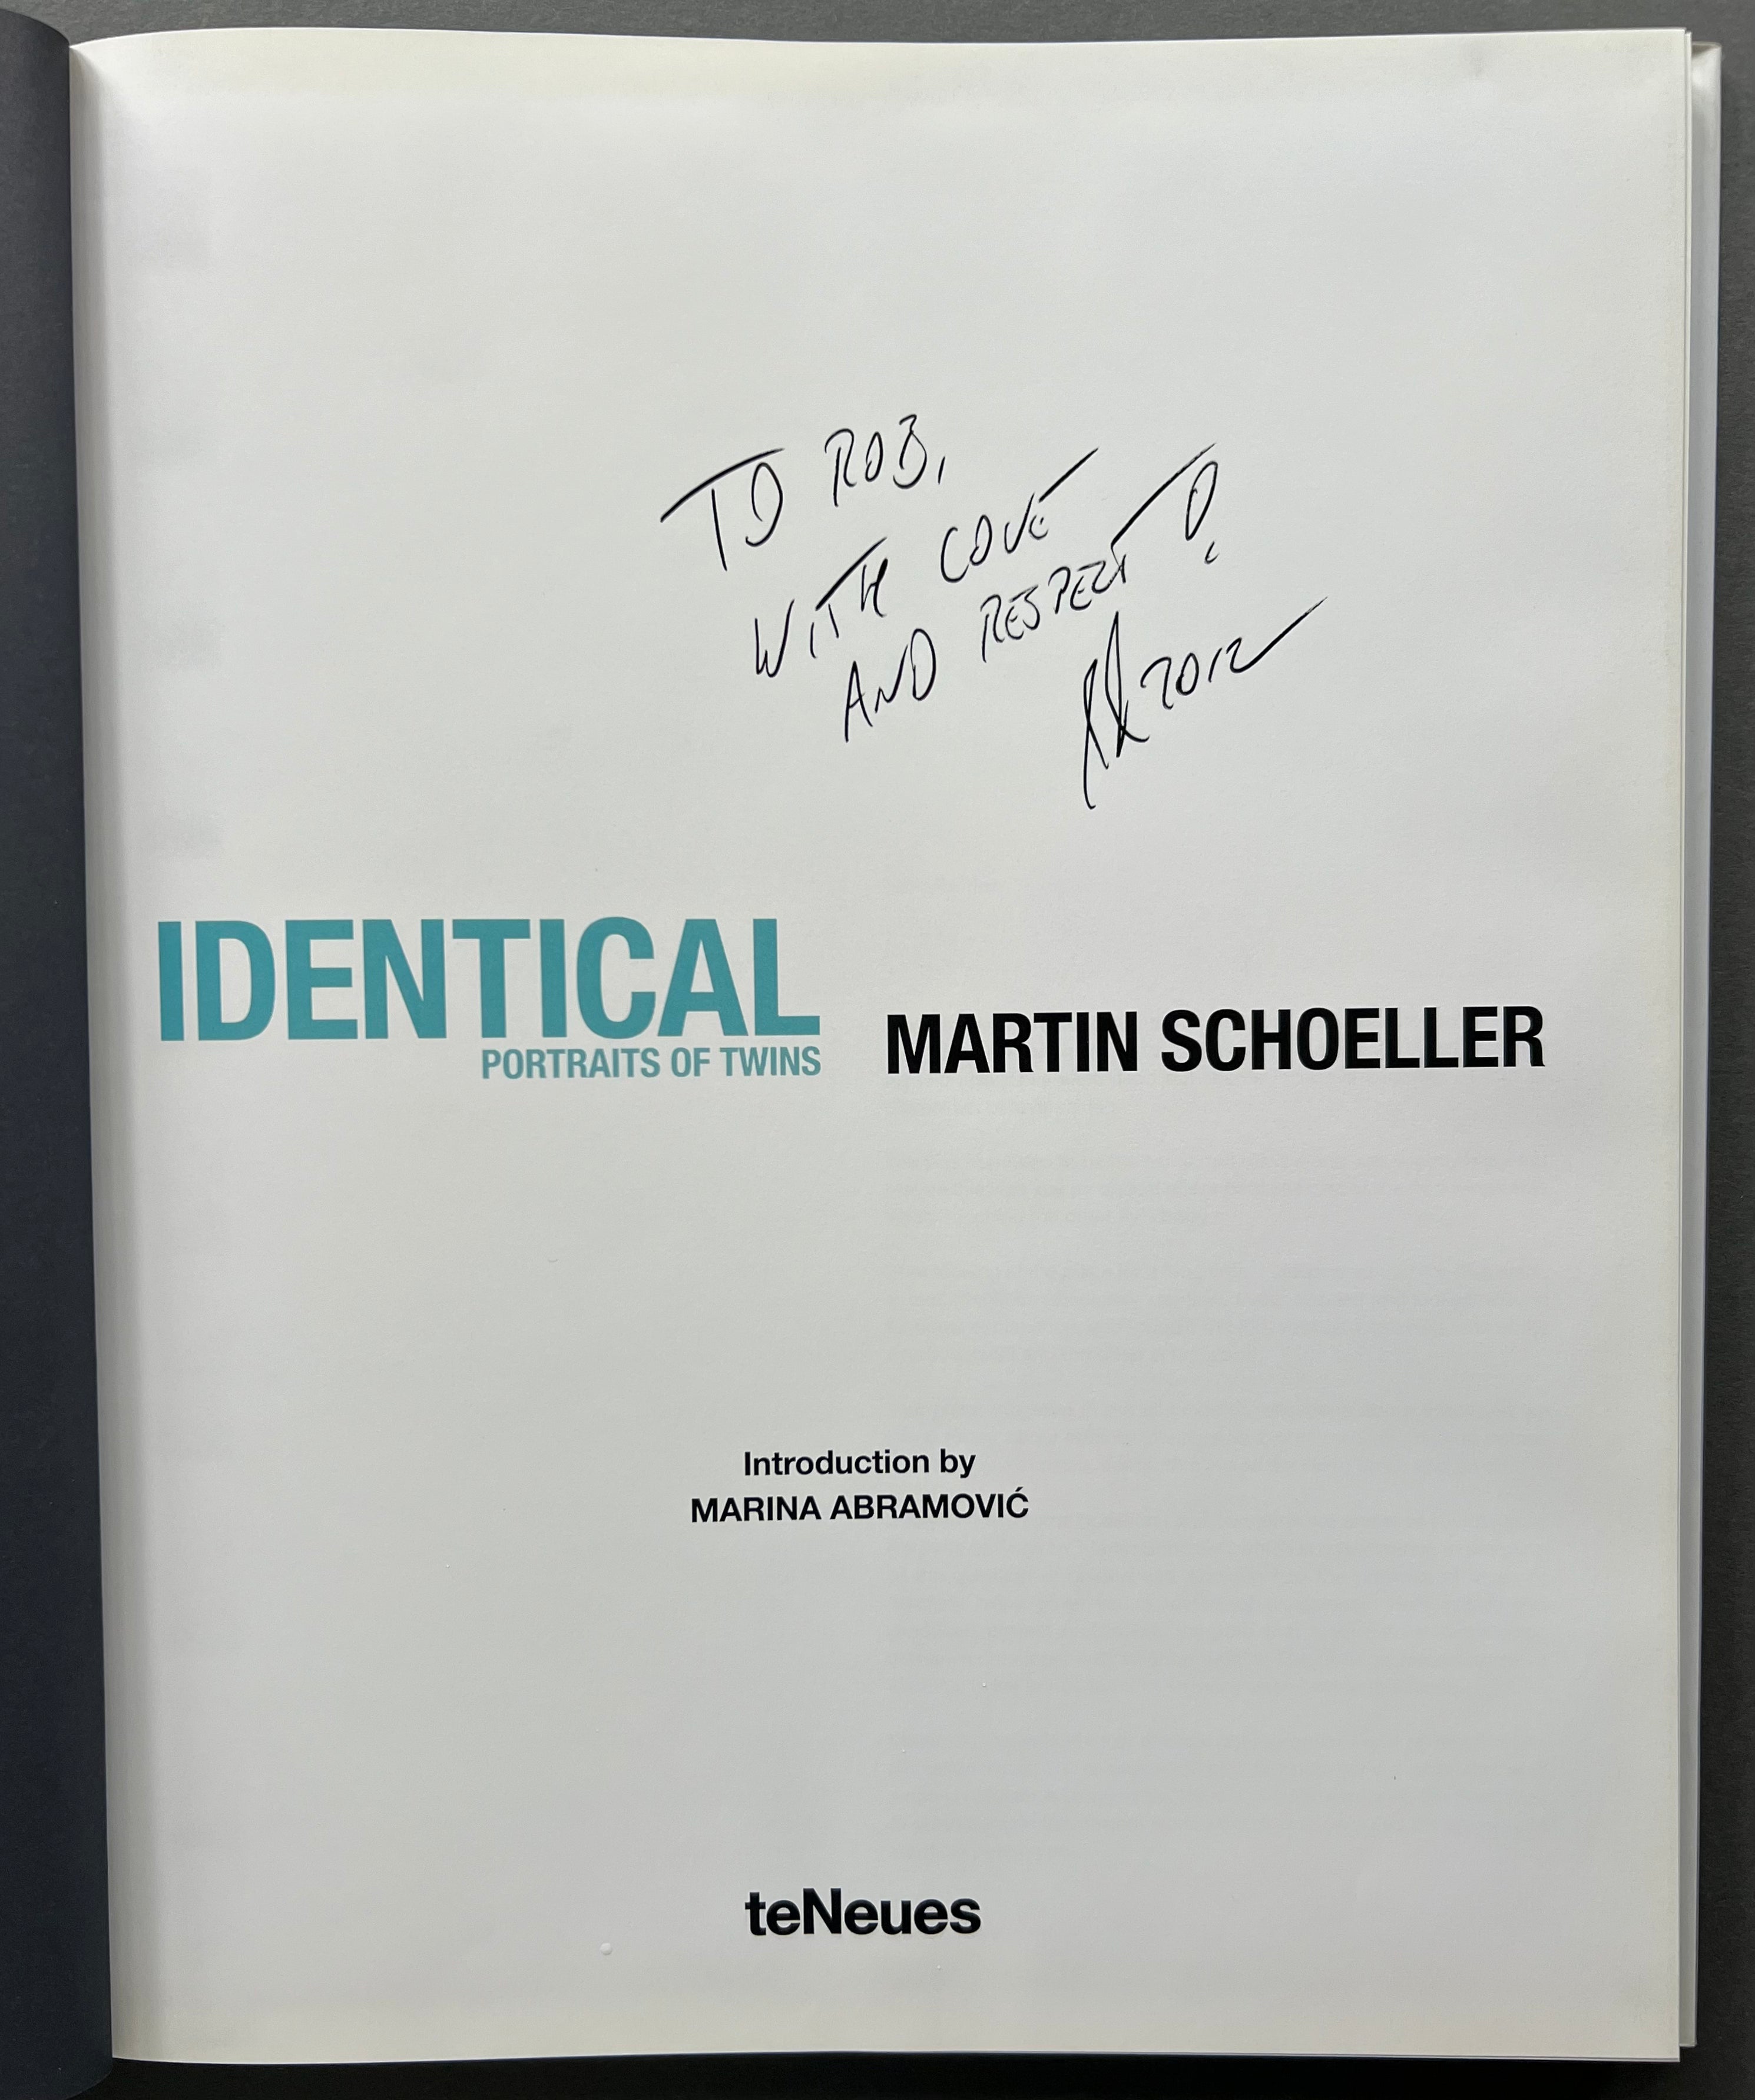 TO ROB,
WITH LOVE
AND RESPECT!
2012
IDENTICAL
PORTRAITS OF TWINS
MARTIN SCHOELLER
Introduction by
MARINA ABRAMOVIĆ
teNeues